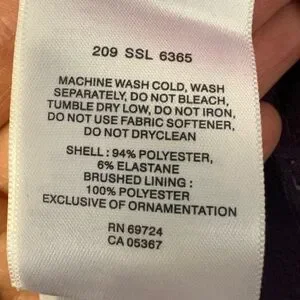 209 SSL 6365
MACHINE WASH COLD, WASH
SEPARATELY, DO NOT BLEACH,
TUMBLE DRY LOW, DO NOT IRON,
DO NOT USE FABRIC SOFTENER,
DO NOT DRYCLEAN
SHELL : 94% POLYESTER,
6% ELASTANE
BRUSHED LINING :
100% POLYESTER
EXCLUSIVE OF ORNAMENTATION
RN 69724
CA 05367